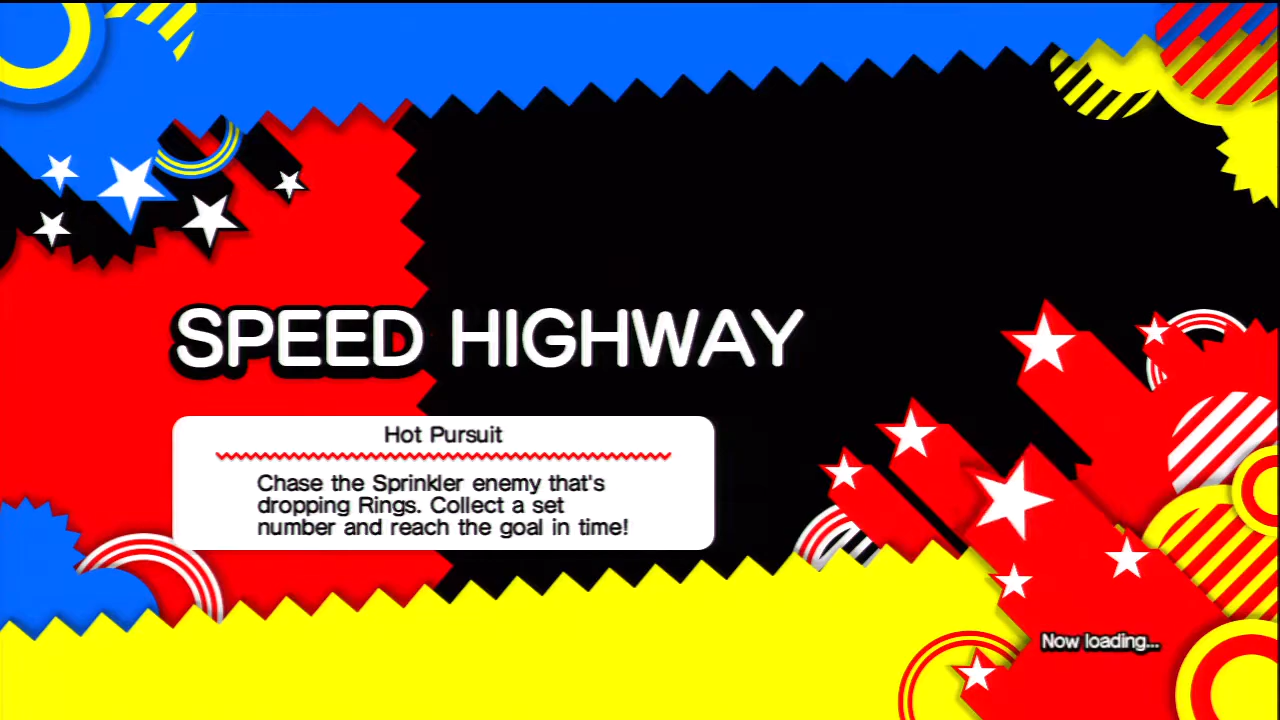 SPEED HIGHWAY
Hot Pursuit
Chase the Sprinkler enemy that's
dropping Rings. Collect a set
number and reach the goal in time!
Now loading...